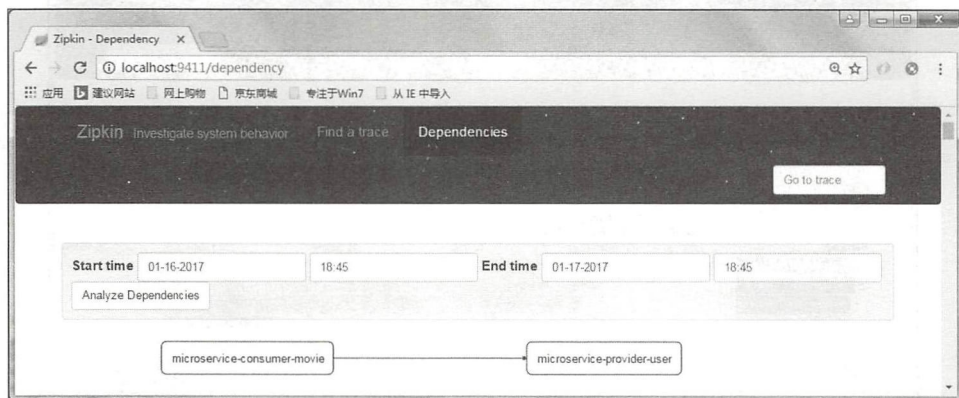 Zipkin - Dependency
localhost:9411/dependency
应用 建议网站 网上购物 京东商城 专注于Win7 从 IE 中导入
Zipkin Investigate system behavior Find a trace Dependencies
Go to trace
Start time 01-16-2017 18:45 End time 01-17-2017 18:45
Analyze Dependencies
microservice-consumer-movie microservice-provider-user